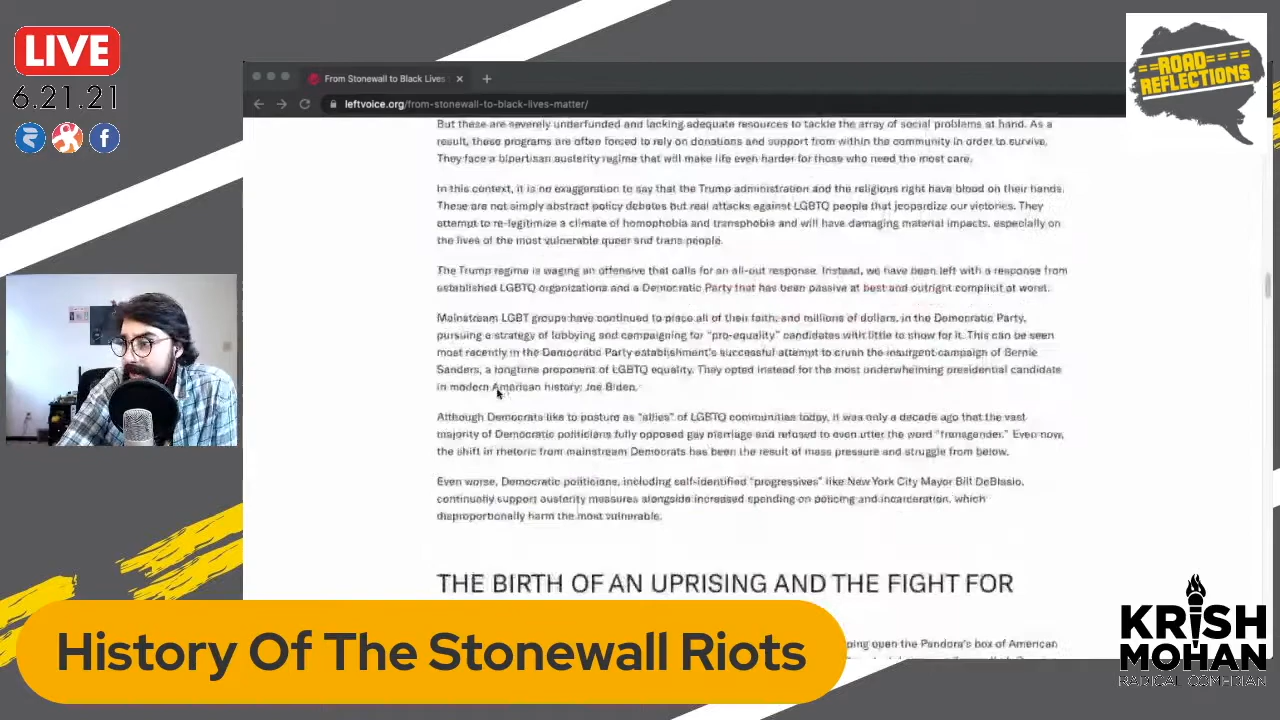 LIVE
6.21.21
==ROAD====
REFLECTIONS
From Stonewall to Black Lives
leftvoice.org/from-stonewall-to-black-lives-matter/
But these are severely underfunded and lacking adequate resources to tackle the array of social problems at hand. As a
result, these programs are often forced to rely on donations and support from within the community in order to survive.
They face a bipartisan austerity regime that will make life even harder for those who need the most care.
In this context, it is no exaggeration to say that the Trump administration and the religious right have blood on their hands.
These are not simply abstract policy debates but real attacks against LGBTQ people that jeopardize our victories. They
attempt to re-legitimize a climate of homophobia and transphobia and will have damaging material impacts, especially on
the lives of the most vulnerable queer and trans people.
The Trump regime is waging an offensive that calls for an all-out response. Instead, we have been left with a response from
established LGBTQ organizations and a Democratic Party that has been passive at best and outright complicit at worst.
Mainstream LGBT groups have continued to place all of their faith, and millions of dollars, in the Democratic Party,
pursuing a strategy of lobbying and campaigning for “pro-equality” candidates with little to show for it. This can be seen
most recently in the Democratic Party establishment’s successful attempt to crush the insurgent campaign of Bernie
Sanders, a longtime proponent of LGBTQ equality. They opted instead for the most underwhelming presidential candidate
in modern American history: Joe Biden.
Although Democrats like to posture as “allies” of LGBTQ communities today, it was only a decade ago that the vast
majority of Democratic politicians fully opposed gay marriage and refused to even utter the word “transgender.” Even now,
the shift in rhetoric from mainstream Democrats has been the result of mass pressure and struggle from below.
Even worse, Democratic politicians, including self-identified “progressives” like New York City Mayor Bill DeBlasio,
continually support austerity measures alongside increased spending on policing and incarceration, which
disproportionally harm the most vulnerable.
THE BIRTH OF AN UPRISING AND THE FIGHT FOR
open the Pandora’s box of American
History Of The Stonewall Riots
KRISH
MOHAN
RADICAL COMEDIAN